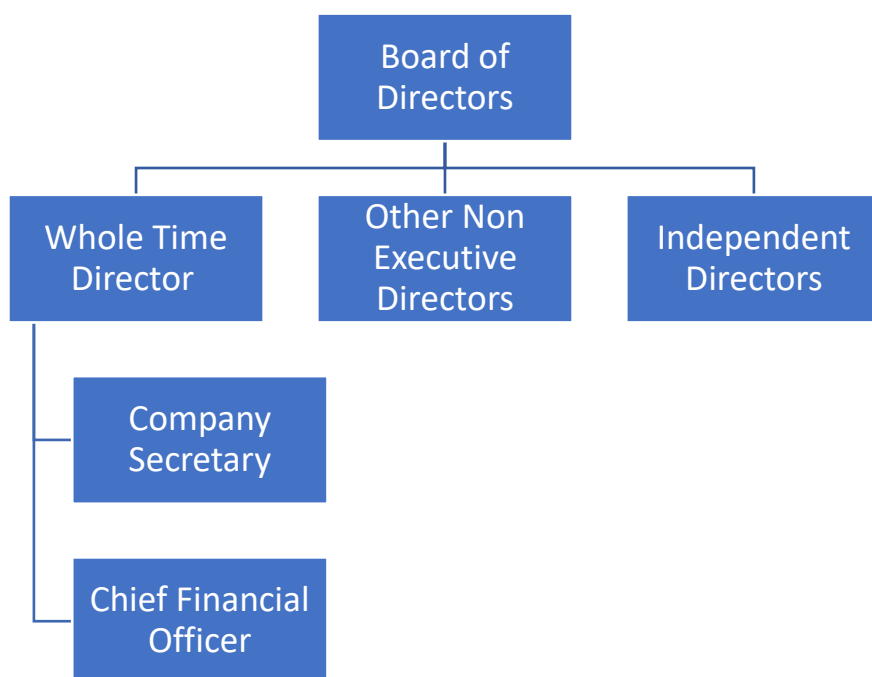 Board of
Directors
Whole Time
Director
Other Non
Executive
Directors
Independent
Directors
Company
Secretary
Chief Financial
Officer